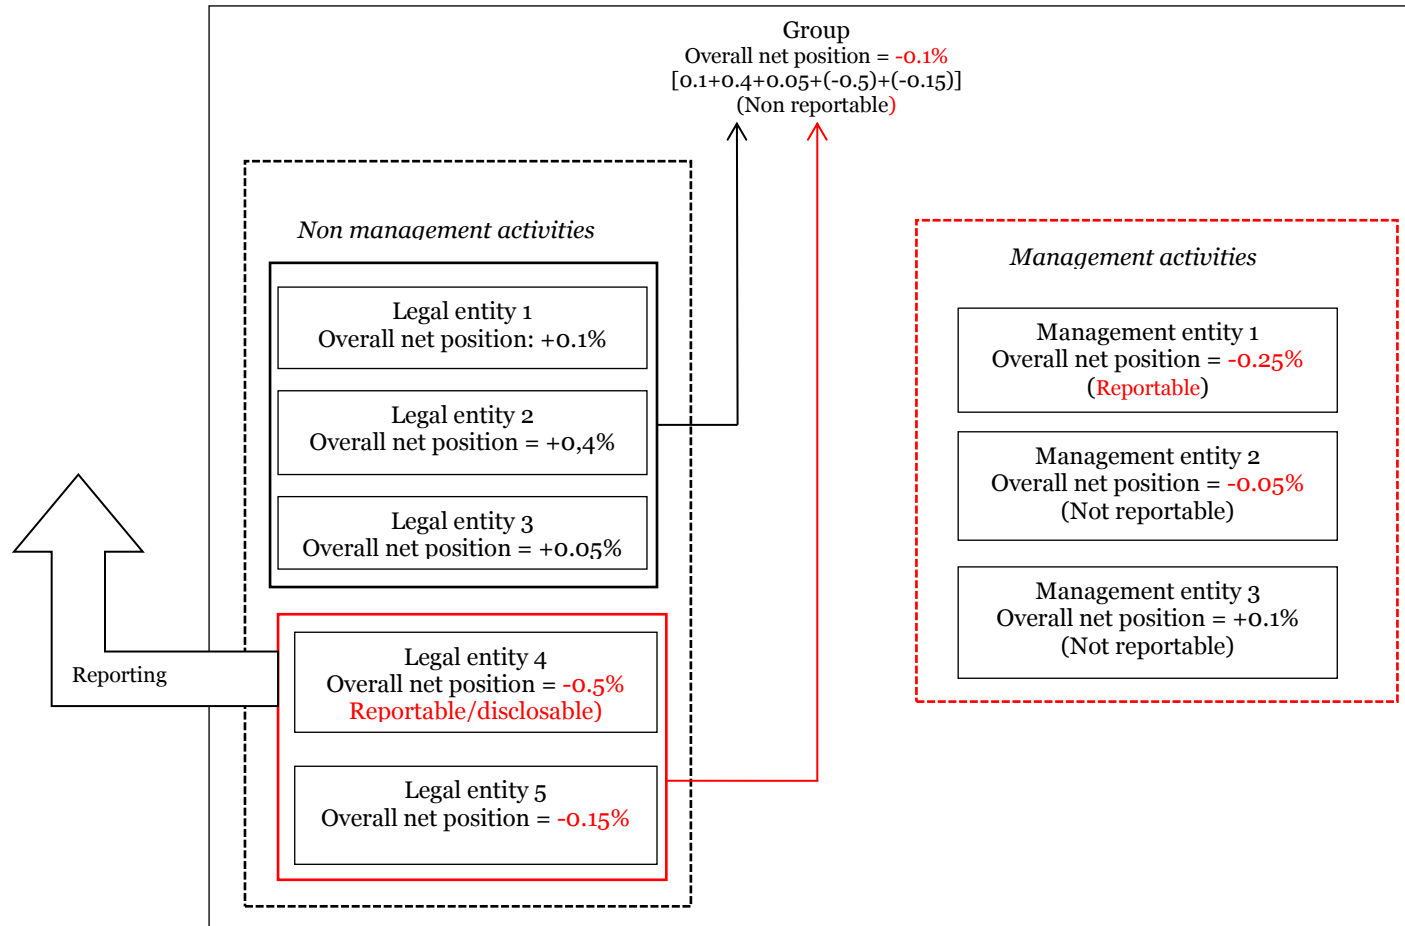 Group
Overall net position = -0.1%
[0.1+0.4+0.05+(-0.5)+(-0.15)]
(Non reportable)
Non management activities
Legal entity 1
Overall net position: +0.1%
Legal entity 2
Overall net position = +0,4%
Legal entity 3
Overall net position = +0.05%
Reporting
Legal entity 4
Overall net position = -0.5%
Reportable/disclosable)
Legal entity 5
Overall net position = -0.15%
Management activities
Management entity 1
Overall net position = -0.25%
(Reportable)
Management entity 2
Overall net position = -0.05%
(Not reportable)
Management entity 3
Overall net position = +0.1%
(Not reportable)